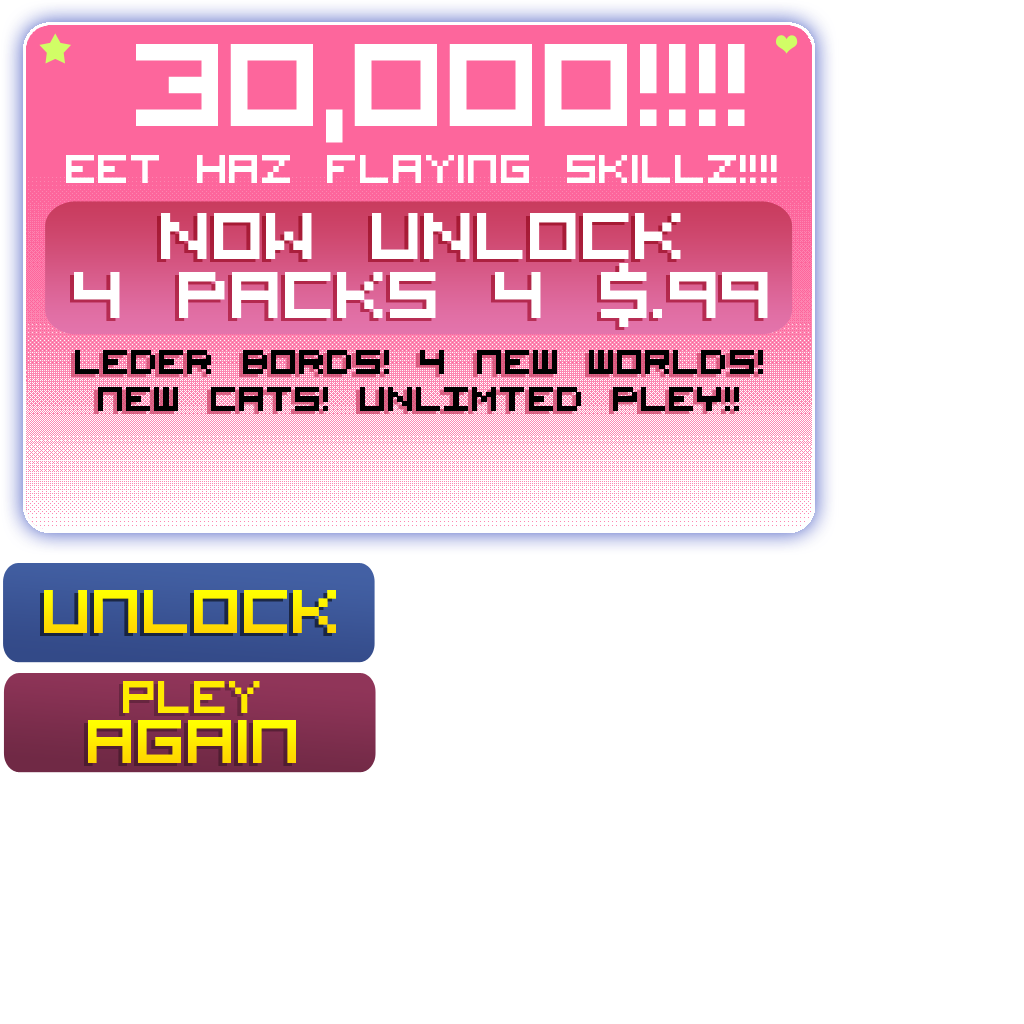 30,000!!!!
EET HAZ FLAYING SKILLZ!!!!
NOW UNLOCK
4 PACKS 4 $.99
LEDER BORDS! 4 NEW WORLDS!
NEW CATS! UNLIMTED PLEY!!
UNLOCK
PLEY
AGAIN